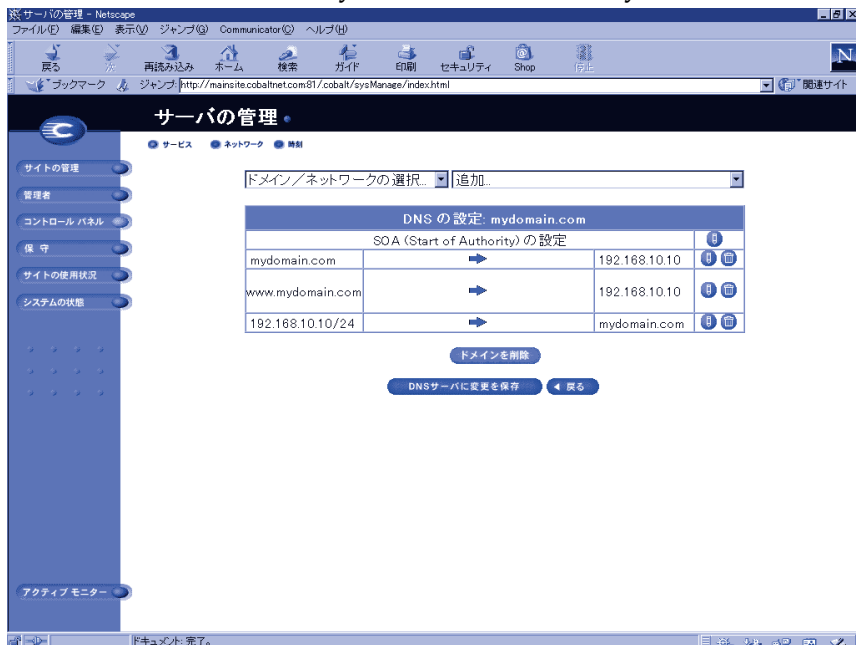 サーバの管理 - Netscape
ファイル(F) 編集(E) 表示(V) ジャンプ(G) Communicator(C) ヘルプ(H)
戻る 次 再読み込み ホーム 検索 ガイド 印刷 セキュリティ Shop 停止
N
ブックマーク ジャンプ: http://mainsite.cobaltnet.com:81/.cobalt/sysManage/index.html 関連サイト
サーバの管理
サービス ネットワーク 時刻
サイトの管理
管理者
コントロール パネル
保 守
サイトの使用状況
システムの状態
アクティブ モニター
ドメイン／ネットワークの選択... 追加...
DNS の設定: mydomain.com
SOA (Start of Authority) の設定
mydomain.com 192.168.10.10
www.mydomain.com 192.168.10.10
192.168.10.10/24 mydomain.com
ドメインを削除
DNSサーバに変更を保存 戻る
ドキュメント: 完了。